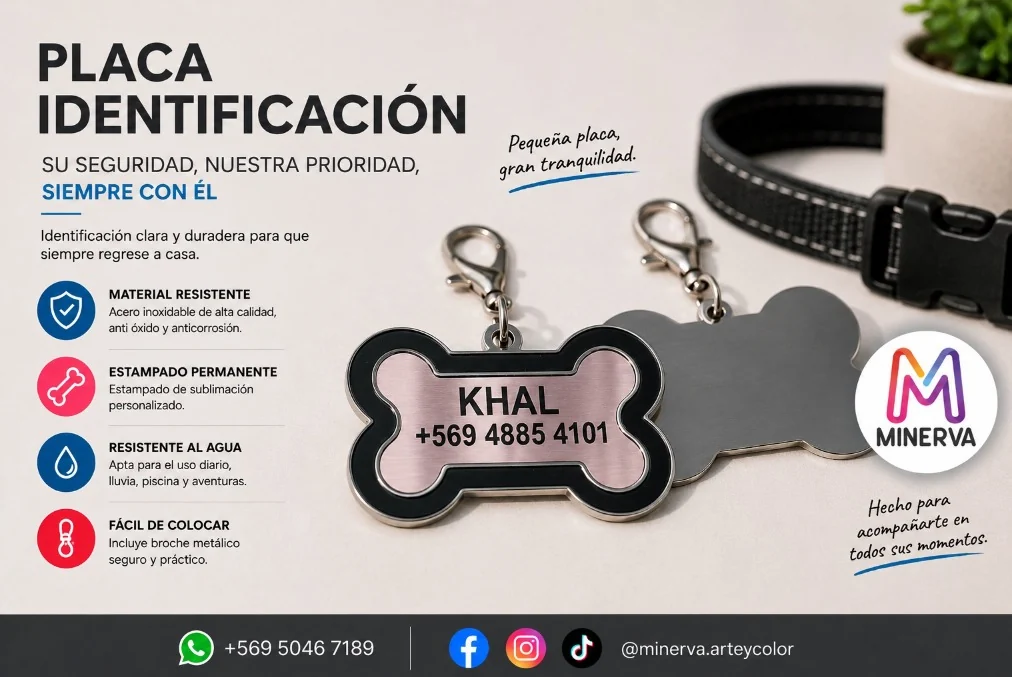 PLACA
IDENTIFICACIÓN
SU SEGURIDAD, NUESTRA PRIORIDAD,
SIEMPRE CON ÉL
Identificación clara y duradera para que
siempre regrese a casa.
MATERIAL RESISTENTE
Acero inoxidable de alta calidad,
anti óxido y anticorrosión.
ESTAMPADO PERMANENTE
Estampado de sublimación
personalizado.
RESISTENTE AL AGUA
Apta para el uso diario,
lluvia, piscina y aventuras.
FÁCIL DE COLOCAR
Incluye broche metálico
seguro y práctico.
Pequeña placa,
gran tranquilidad.
KHAL
+569 4885 4101
MINERVA
Hecho para
acompañarte en
todos sus momentos.
+569 5046 7189
@minerva.arteycolor